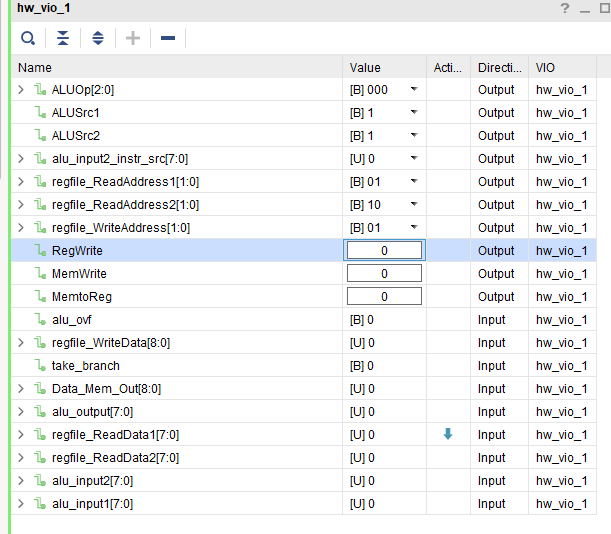 hw_vio_1
Name Value Acti... Directi... VIO
ALUOp[2:0] [B] 000 Output hw_vio_1
ALUSrc1 [B] 1 Output hw_vio_1
ALUSrc2 [B] 1 Output hw_vio_1
alu_input2_instr_src[7:0] [U] 0 Output hw_vio_1
regfile_ReadAddress1[1:0] [B] 01 Output hw_vio_1
regfile_ReadAddress2[1:0] [B] 10 Output hw_vio_1
regfile_WriteAddress[1:0] [B] 01 Output hw_vio_1
RegWrite 0 Output hw_vio_1
MemWrite 0 Output hw_vio_1
MemtoReg 0 Output hw_vio_1
alu_ovf [B] 0 Input hw_vio_1
regfile_WriteData[8:0] [U] 0 Input hw_vio_1
take_branch [B] 0 Input hw_vio_1
Data_Mem_Out[8:0] [U] 0 Input hw_vio_1
alu_output[7:0] [U] 0 Input hw_vio_1
regfile_ReadData1[7:0] [U] 0 Input hw_vio_1
regfile_ReadData2[7:0] [U] 0 Input hw_vio_1
alu_input2[7:0] [U] 0 Input hw_vio_1
alu_input1[7:0] [U] 0 Input hw_vio_1